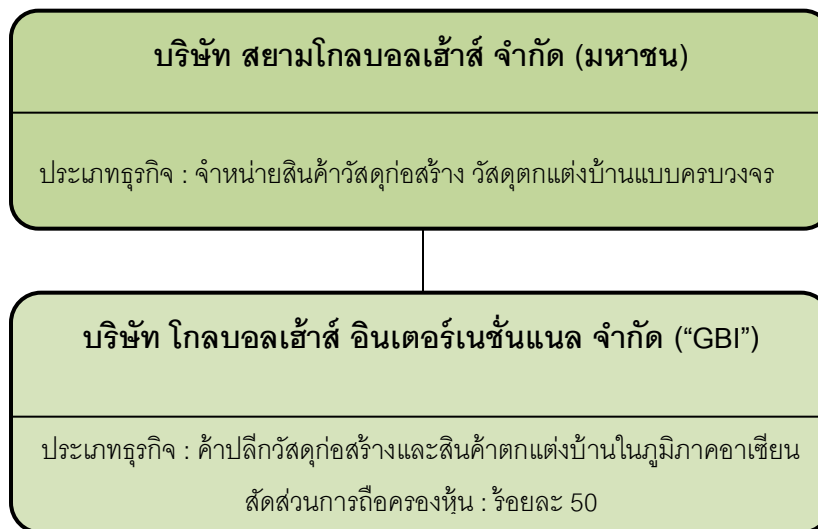 บริษัท สยามโกลบอลเฮ้าส์ จำกัด (มหาชน)
ประเภทธุรกิจ : จำหน่ายสินค้าวัสดุก่อสร้าง วัสดุตกแต่งบ้านแบบครบวงจร
บริษัท โกลบอลเฮ้าส์ อินเตอร์เนชั่นแนล จำกัด (“GBI”)
ประเภทธุรกิจ : ค้าปลีกวัสดุก่อสร้างและสินค้าตกแต่งบ้านในภูมิภาคอาเซียน
สัดส่วนการถือครองหุ้น : ร้อยละ 50